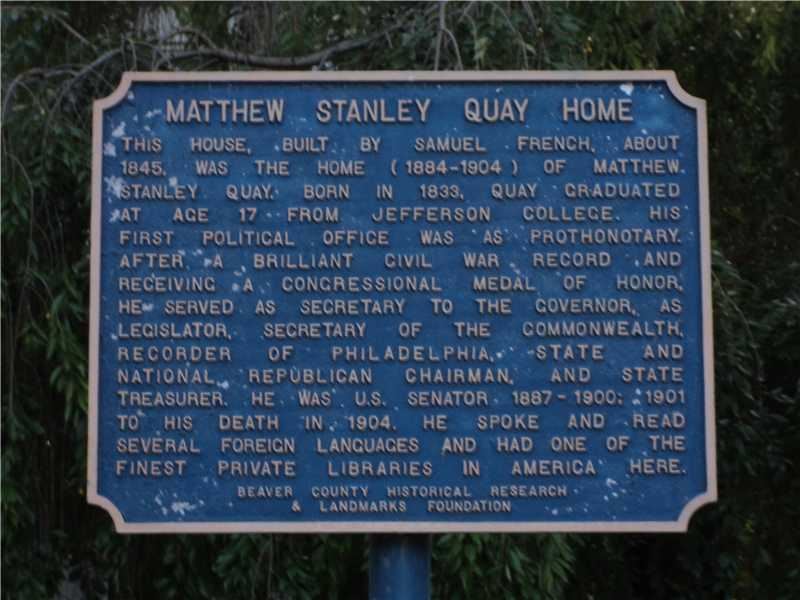 MATTHEW STANLEY QUAY HOME
THIS HOUSE, BUILT BY SAMUEL FRENCH, ABOUT
1845, WAS THE HOME (1884-1904) OF MATTHEW
STANLEY QUAY. BORN IN 1833, QUAY GRADUATED
AT AGE 17 FROM JEFFERSON COLLEGE. HIS
FIRST POLITICAL OFFICE WAS AS PROTHONOTARY.
AFTER A BRILLIANT CIVIL WAR RECORD AND
RECEIVING A CONGRESSIONAL MEDAL OF HONOR,
HE SERVED AS SECRETARY TO THE GOVERNOR, AS
LEGISLATOR, SECRETARY OF THE COMMONWEALTH,
RECORDER OF PHILADELPHIA, STATE AND
NATIONAL REPUBLICAN CHAIRMAN, AND STATE
TREASURER. HE WAS U.S. SENATOR 1887-1900; 1901
TO HIS DEATH IN 1904. HE SPOKE AND READ
SEVERAL FOREIGN LANGUAGES AND HAD ONE OF THE
FINEST PRIVATE LIBRARIES IN AMERICA HERE.
BEAVER COUNTY HISTORICAL RESEARCH
& LANDMARKS FOUNDATION